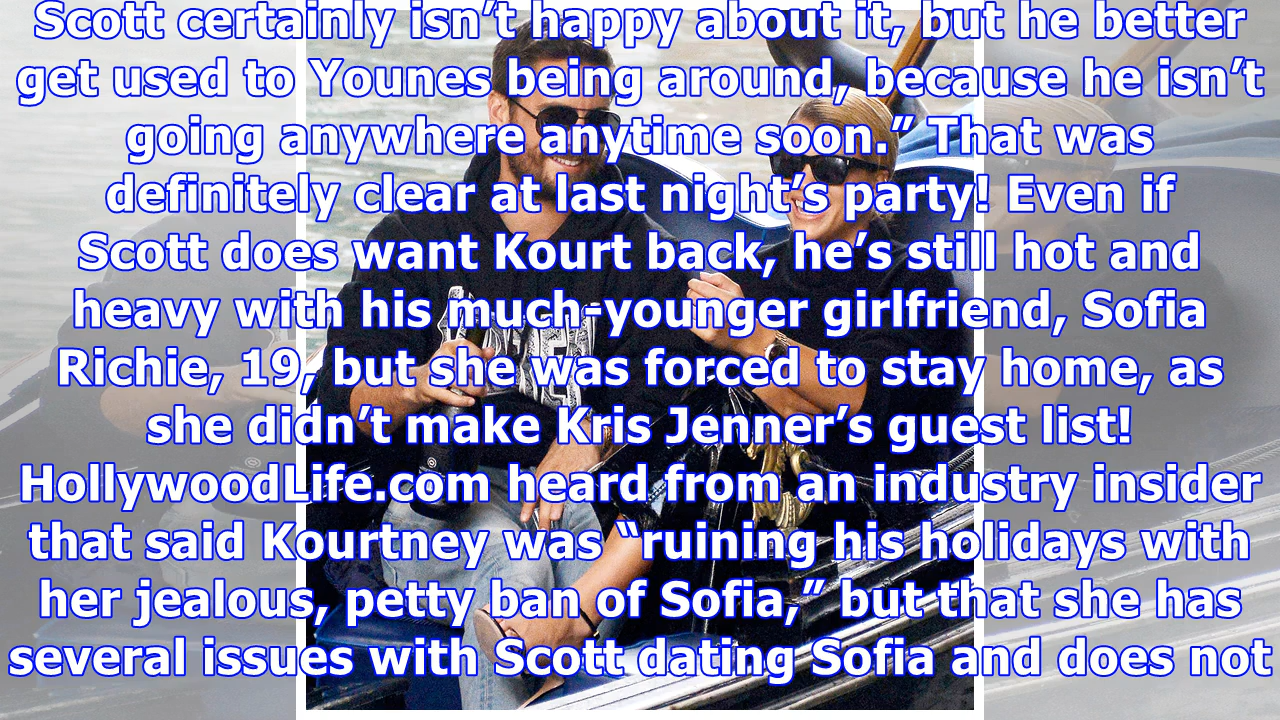 Scott certainly isn’t happy about it, but he better
get used to Younes being around, because he isn’t
going anywhere anytime soon.” That was
definitely clear at last night’s party! Even if
Scott does want Kourt back, he’s still hot and
heavy with his much-younger girlfriend, Sofia
Richie, 19, but she was forced to stay home, as
she didn’t make Kris Jenner’s guest list!
HollywoodLife.com heard from an industry insider
that said Kourtney was “ruining his holidays with
her jealous, petty ban of Sofia,” but that she has
several issues with Scott dating Sofia and does not